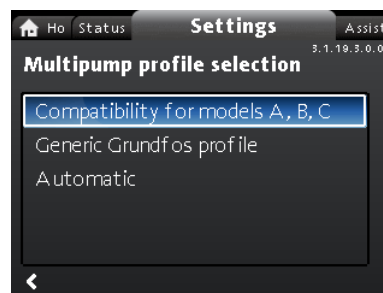 Ho Status Settings Assist
3.1.19.3.0.0
Multipump profile selection
Compatibility for models A, B, C
Generic Grundfos profile
Automatic